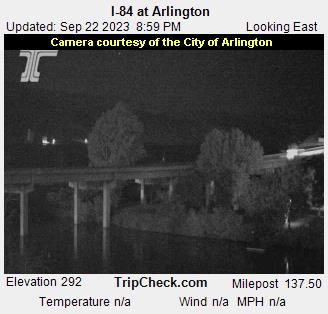 I-84 at Arlington
Updated: Sep 22 2023 8:59 PM Looking East
Camera courtesy of the City of Arlington
Elevation 292 TripCheck.com Milepost 137.50
Temperature n/a Wind n/a MPH n/a